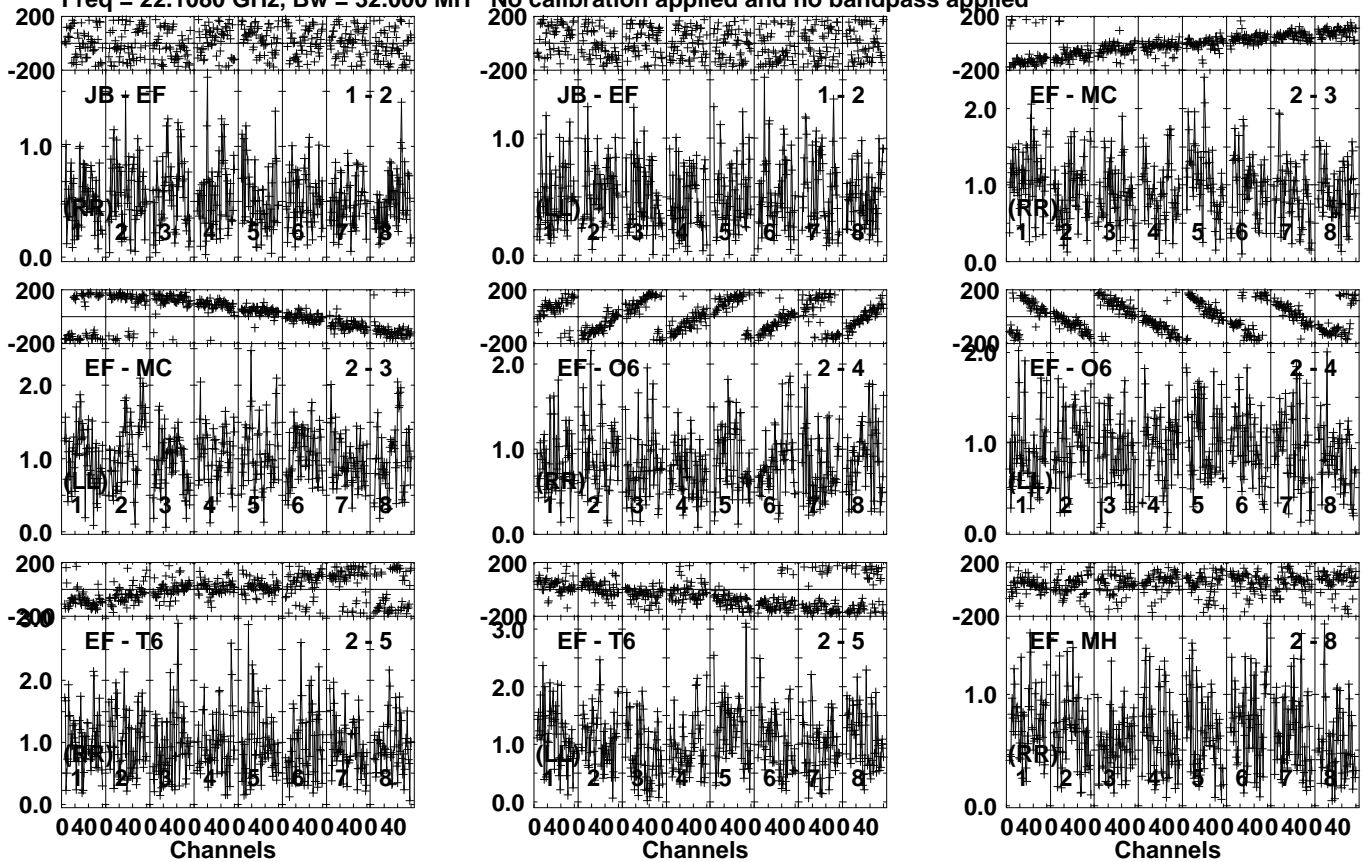 Freq = 22.1080 GHz, Bw = 32.000 MH No calibration applied and no bandpass applied
200 200 200
-200 -200 -200
JB - EF 1 - 2 JB - EF 1 - 2 EF - MC 2 - 3
2.0
1.0 1.0 1.0
(RR) (LL) (RR)
1 2 3 4 5 6 7 8 1 2 3 4 5 6 7 8 1 2 3 4 5 6 7 8
0.0 0.0 0.0
200 200 200
-200 -200 -200
2.0
EF - MC 2 - 3 EF - O6 2 - 4 EF - O6 2 - 4
2.0 2.0
1.0 1.0 1.0
(LL) (RR) (LL)
1 2 3 4 5 6 7 8 1 2 3 4 5 6 7 8 1 2 3 4 5 6 7 8
0.0 0.0 0.0
200 200 200
-200 -200 -200
3.0 3.0
EF - T6 2 - 5 EF - T6 2 - 5 EF - MH 2 - 8
2.0 2.0
1.0 1.0 1.0
(RR) (LL) (RR)
1 2 3 4 5 6 7 8 1 2 3 4 5 6 7 8 1 2 3 4 5 6 7 8
0.0 0.0 0.0
0 40 0 40 0 40 0 40 0 40 0 40 0 40 0 40 0 40 0 40 0 40 0 40 0 40 0 40 0 40 0 40 0 40 0 40 0 40 0 40 0 40 0 40 0 40 0 40
Channels Channels Channels